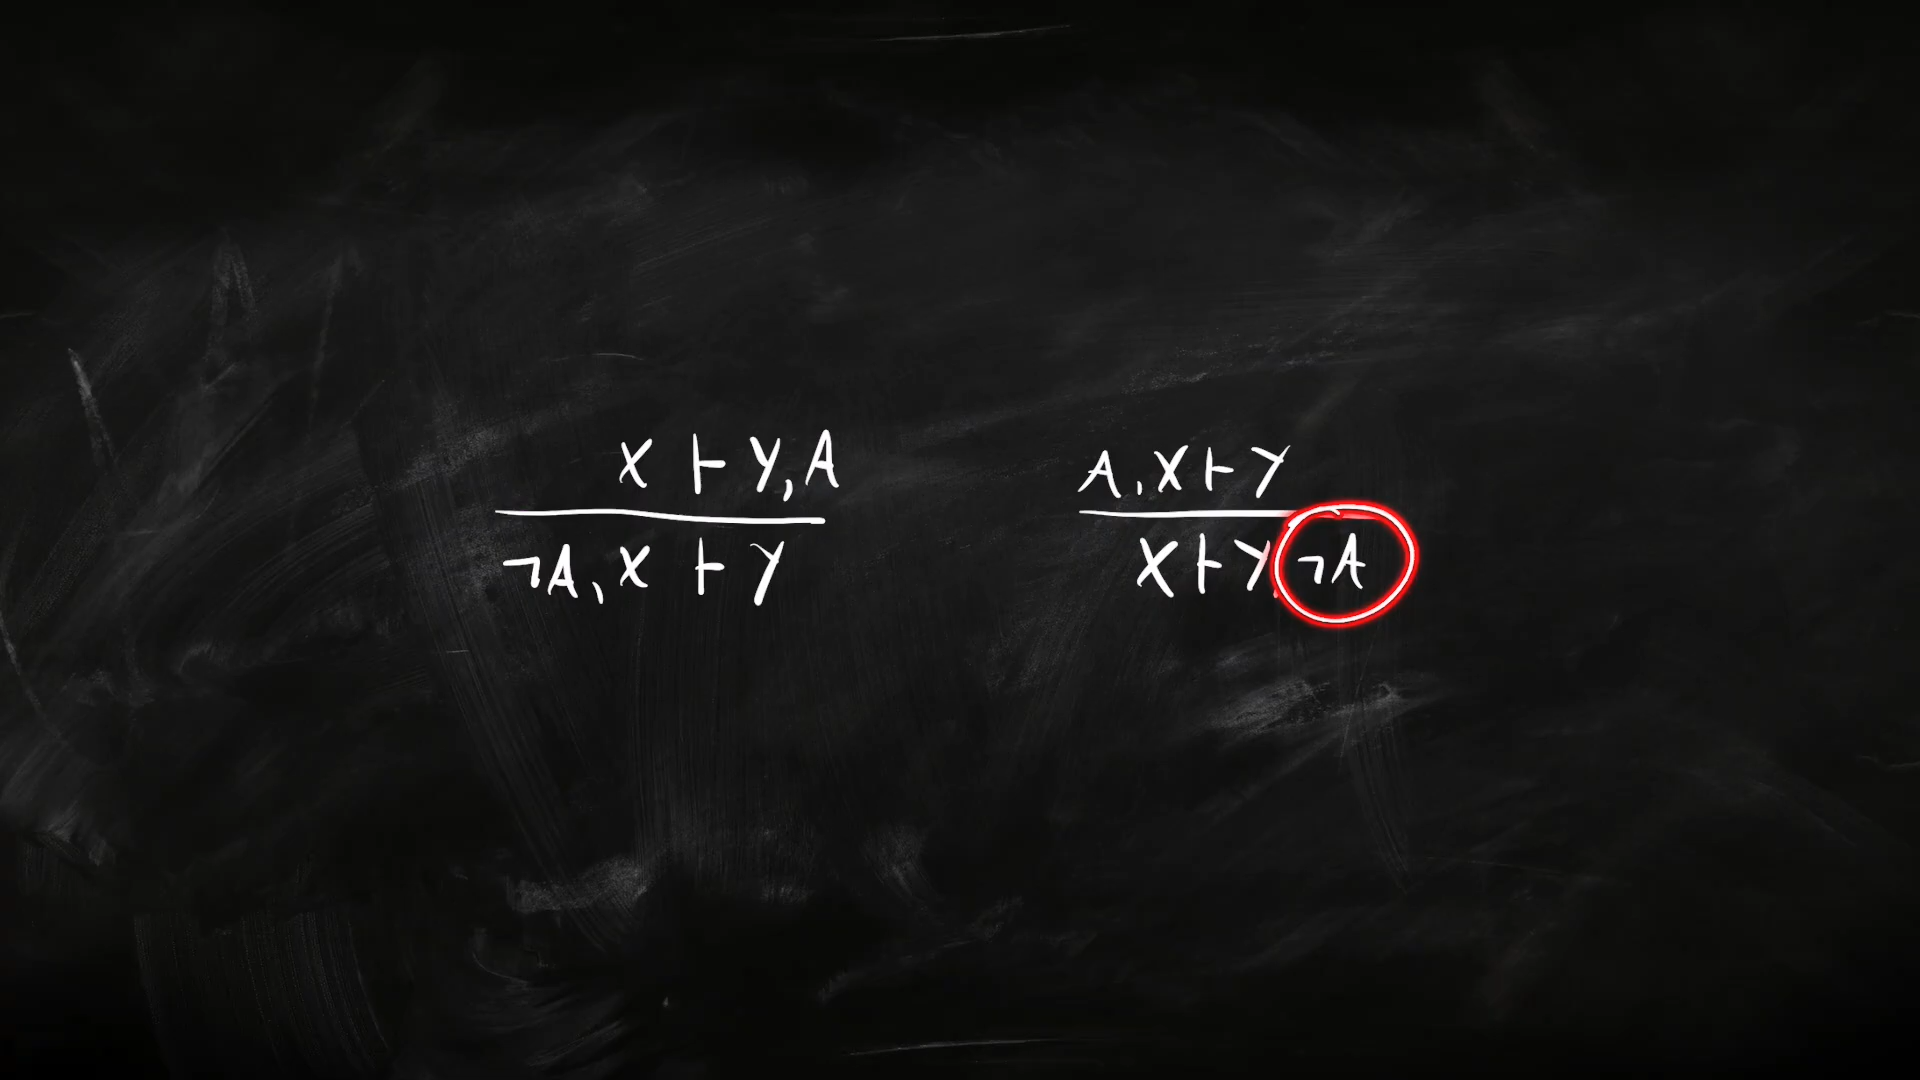 X ⊢ Y, A
¬A, X ⊢ Y
A, X ⊢ Y
X ⊢ Y, ¬A